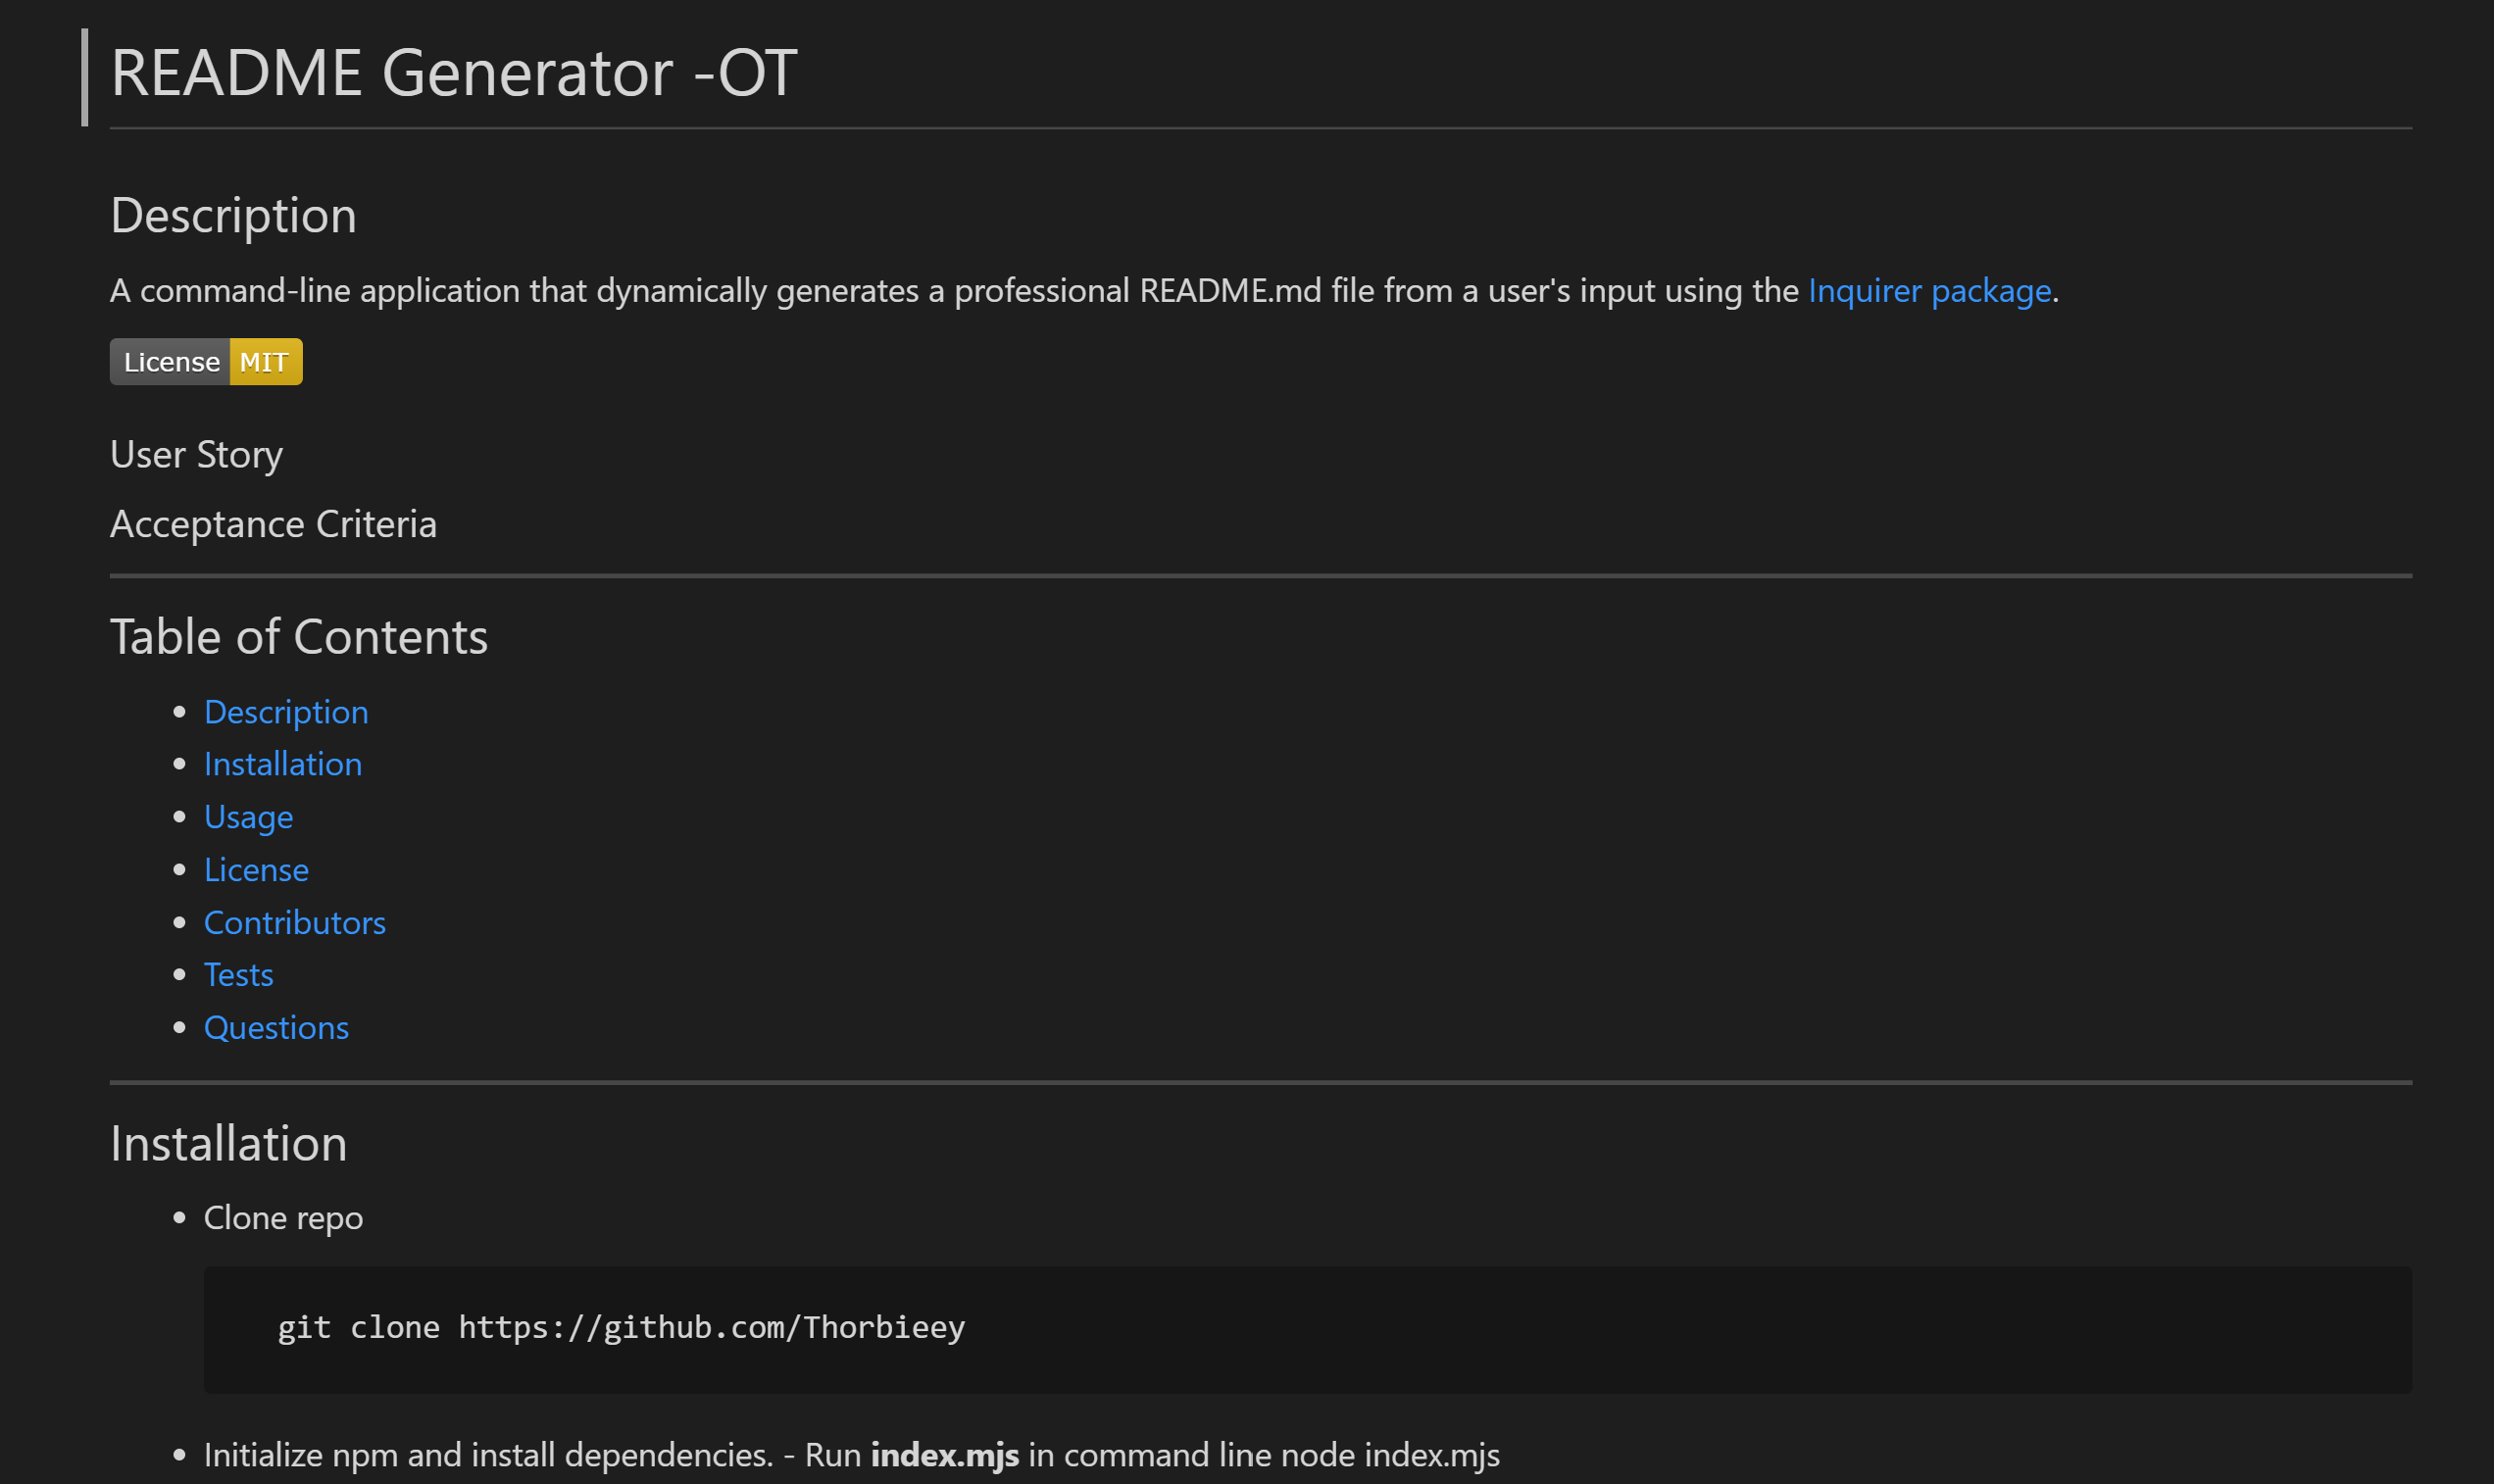 README Generator -OT
Description
A command-line application that dynamically generates a professional README.md file from a user's input using the Inquirer package.
License MIT
User Story
Acceptance Criteria
Table of Contents
Description
Installation
Usage
License
Contributors
Tests
Questions
Installation
Clone repo
git clone https://github.com/Thorbieey
Initialize npm and install dependencies. - Run index.mjs in command line node index.mjs